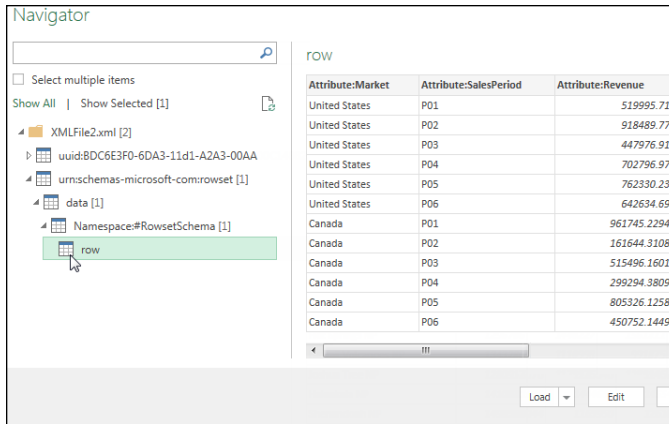 Navigator
Select multiple items
Show All | Show Selected [1]
XMLFile2.xml [2]
uuid:BDC6E3F0-6DA3-11d1-A2A3-00AA
urn:schemas-microsoft-com:rowset [1]
data [1]
Namespace:#RowsetSchema [1]
row
row
Attribute:Market Attribute:SalesPeriod Attribute:Revenue
United States P01 519995.71
United States P02 918489.77
United States P03 447976.91
United States P04 702796.97
United States P05 762330.23
United States P06 642634.69
Canada P01 961745.2294
Canada P02 161644.3108
Canada P03 515496.1601
Canada P04 299294.3809
Canada P05 805326.1258
Canada P06 450752.1449
Load Edit